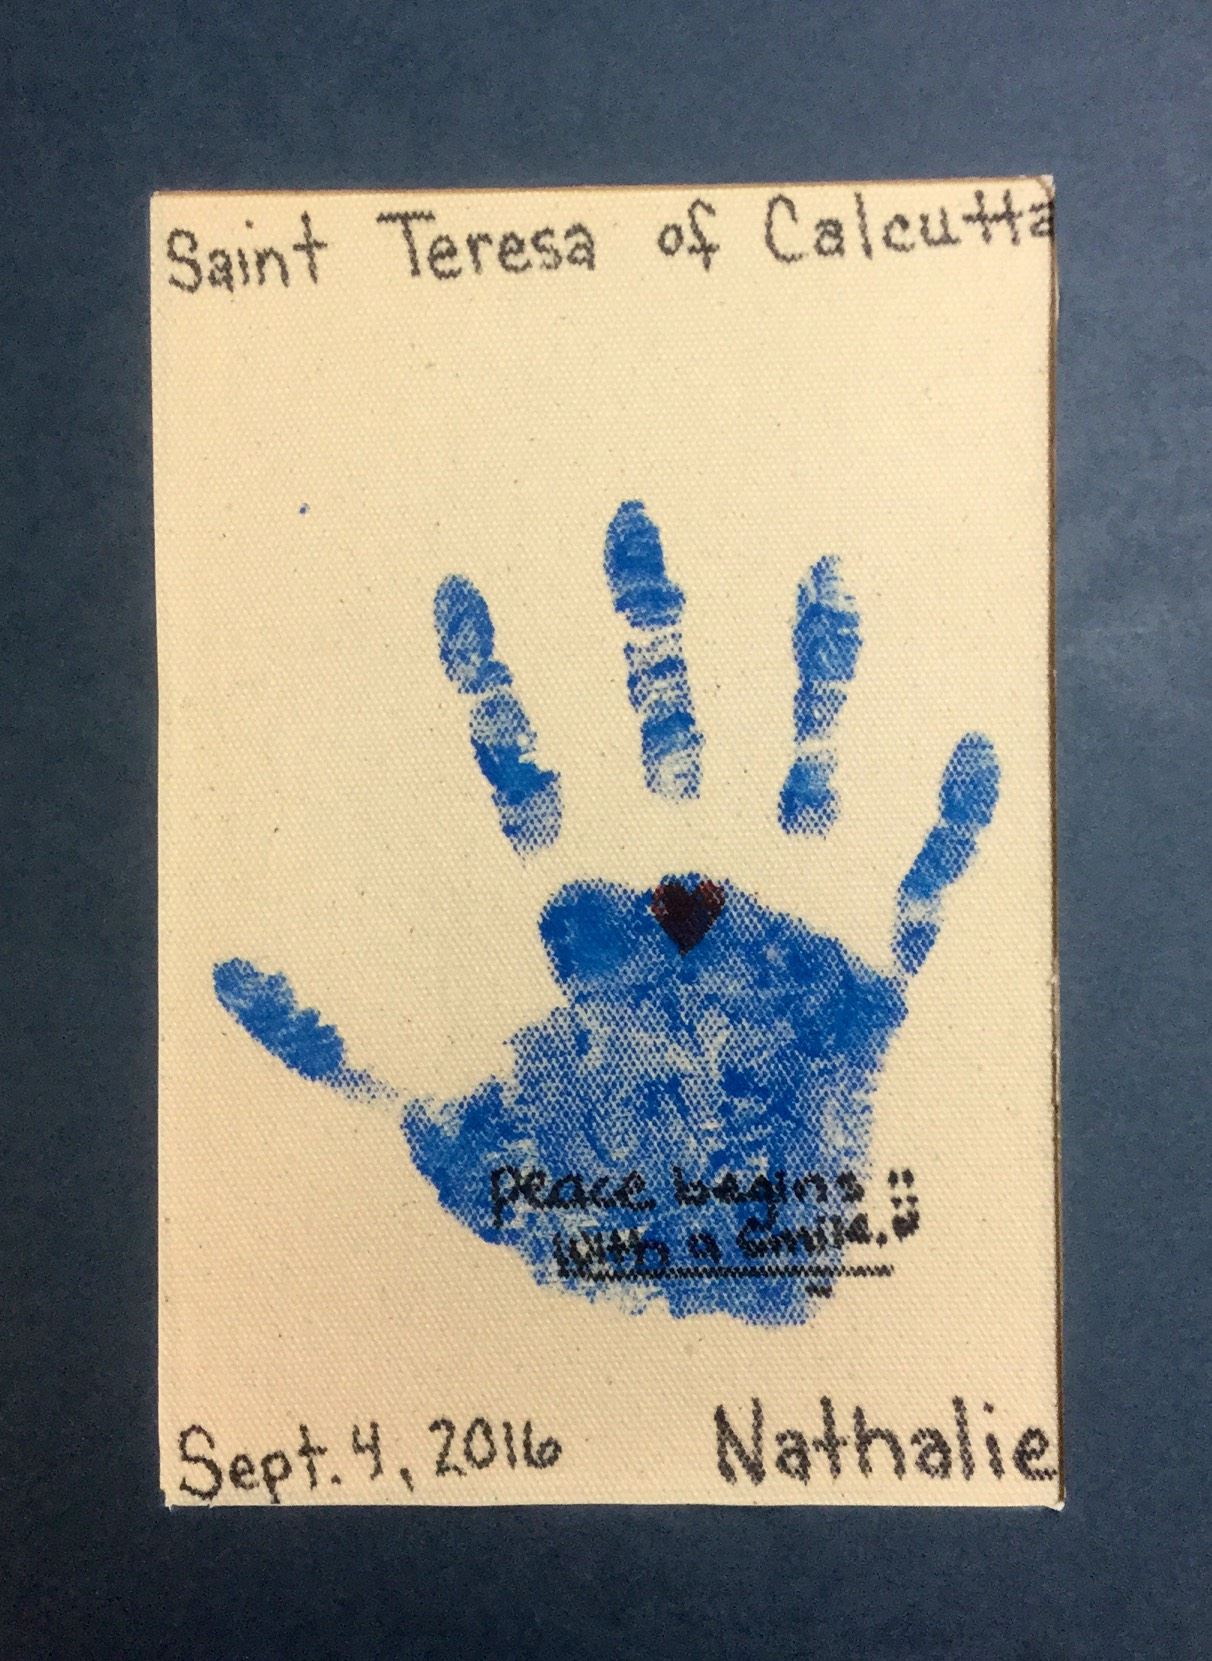 Saint Teresa of Calcutta
peace begins
with a smile.
Sept. 4, 2016
Nathalie